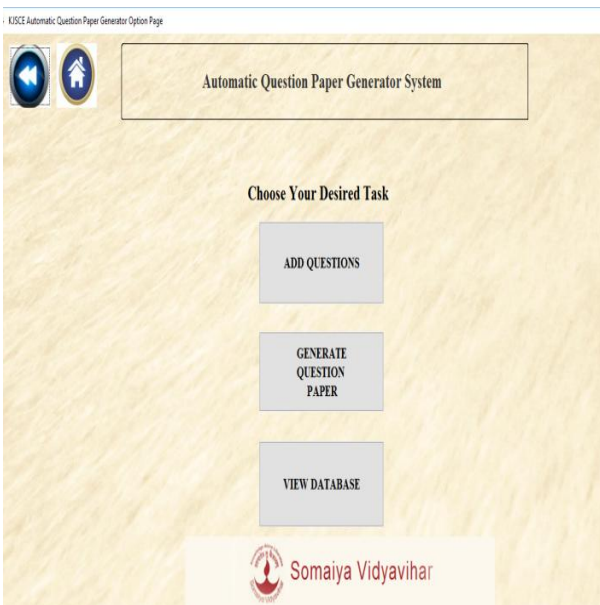 KJSCE Automatic Question Paper Generator Option Page
Automatic Question Paper Generator System
Choose Your Desired Task
ADD QUESTIONS
GENERATE
QUESTION
PAPER
VIEW DATABASE
Somaiya Vidyavihar